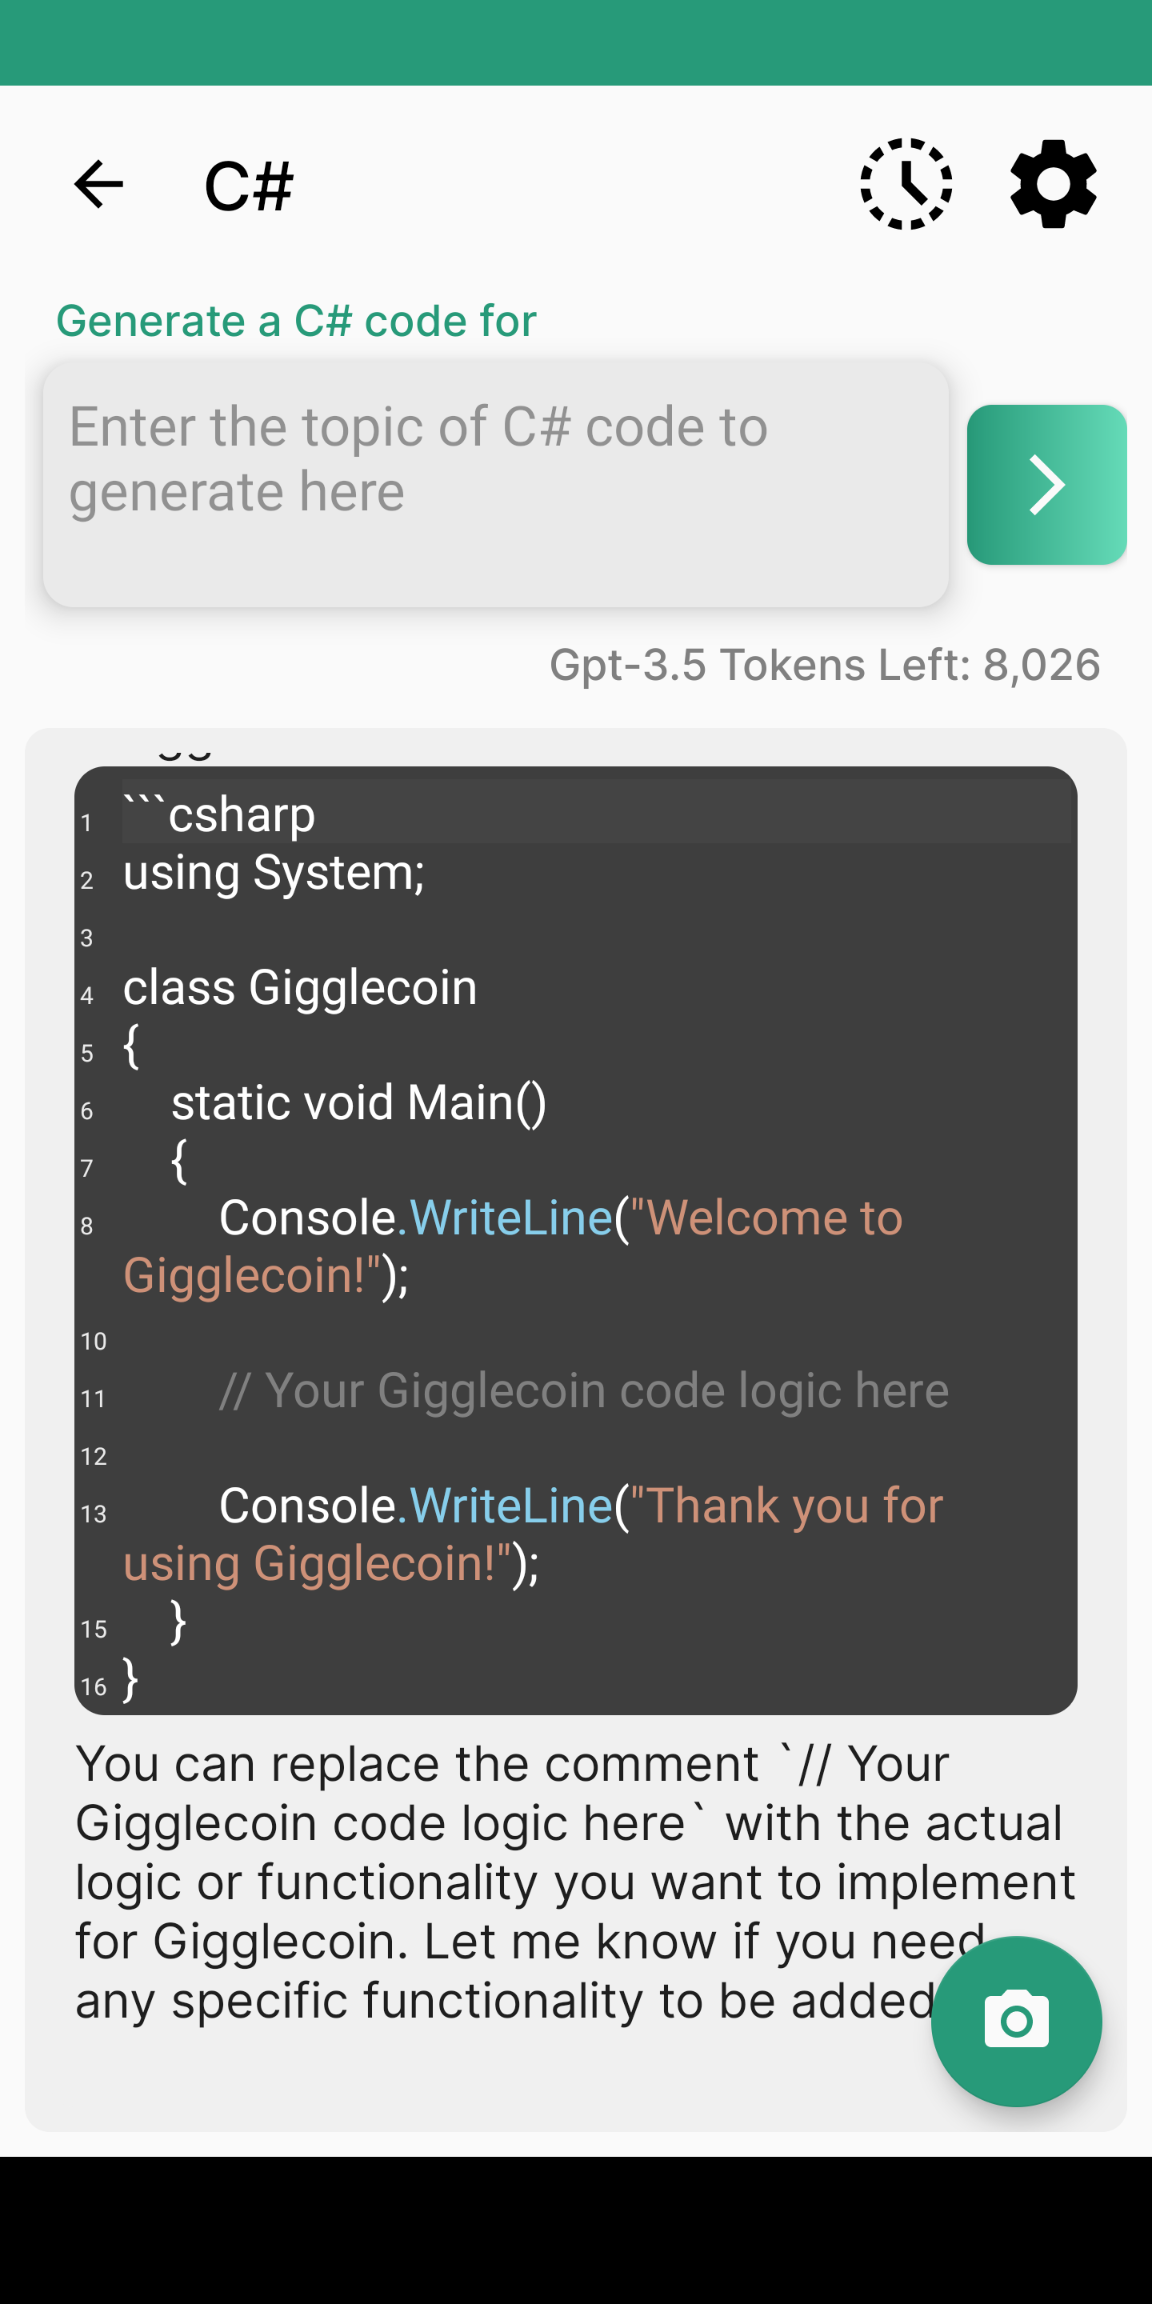 C#
Generate a C# code for
Enter the topic of C# code to
generate here
Gpt-3.5 Tokens Left: 8,026
1 ```csharp
2 using System;
3
4 class Gigglecoin
5 {
6 static void Main()
7 {
8 Console.WriteLine("Welcome to
Gigglecoin!");
10
11 // Your Gigglecoin code logic here
12
13 Console.WriteLine("Thank you for
using Gigglecoin!");
15 }
16 }
You can replace the comment `// Your
Gigglecoin code logic here` with the actual
logic or functionality you want to implement
for Gigglecoin. Let me know if you need
any specific functionality to be added